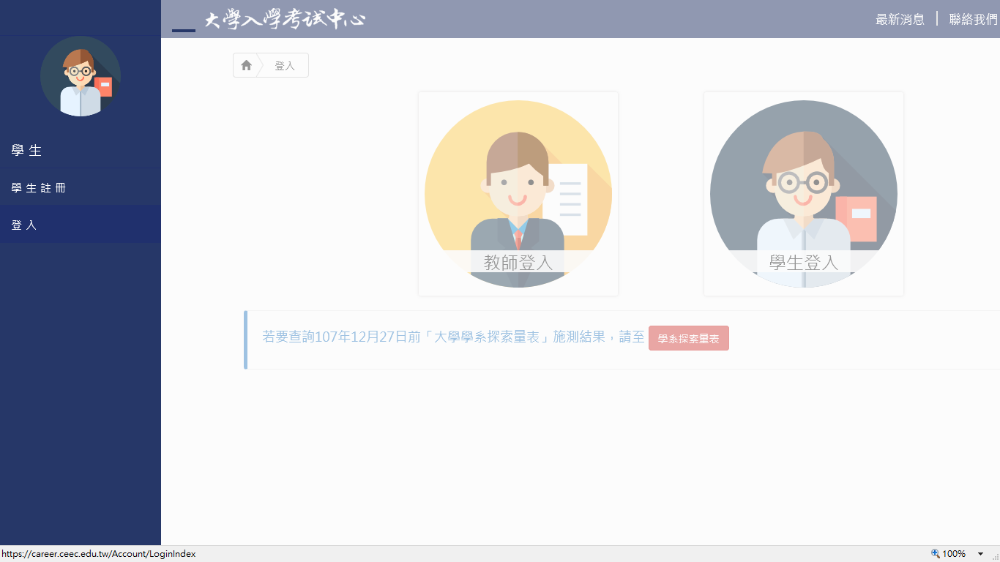 大學入學考試中心
最新消息 | 聯絡我們
登入
學生
學生註冊
登入
教師登入
學生登入
若要查詢107年12月27日前「大學學系探索量表」施測結果，請至 學系探索量表
https://career.ceec.edu.tw/Account/LoginIndex
100%